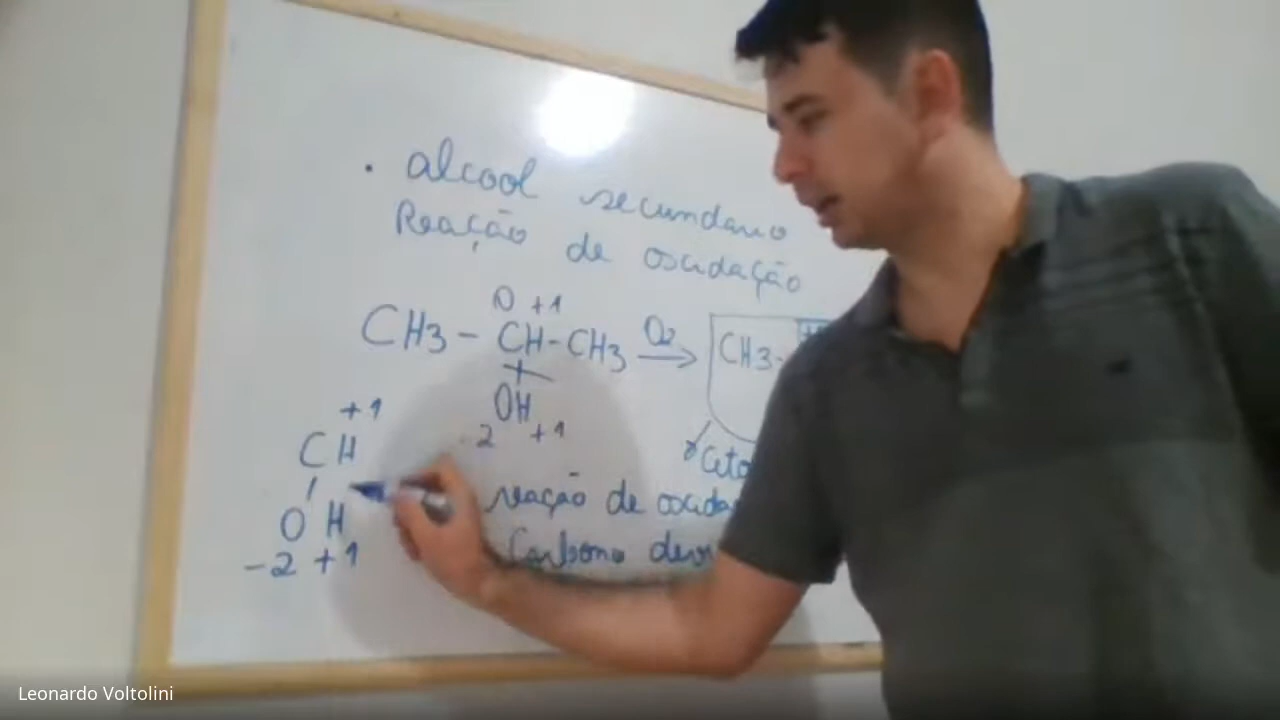 . alcool secundario
Reação de oxidação
0 +1
CH3 - CH - CH3 O2 → CH3 -
OH
-2 +1
+1
CH
O H
-2 +1
reação de
Carbono
Leonardo Voltolini